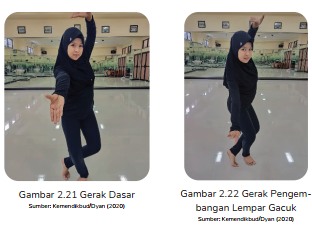 Gambar 2.21 Gerak Dasar
Sumber: Kemendikbud/Dyan (2020)
Gambar 2.22 Gerak Pengem-
bangan Lempar Gacuk
Sumber: Kemendikbud/Dyan (2020)